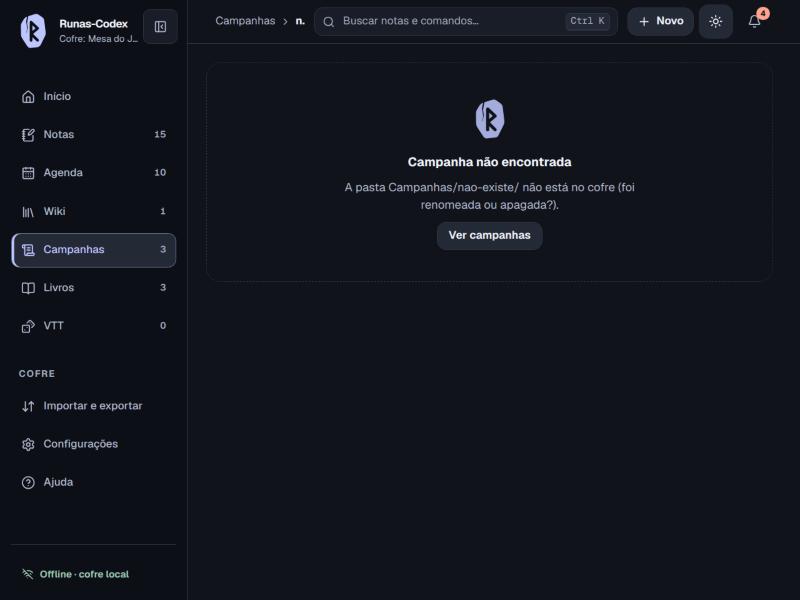 Runas-Codex
Cofre: Mesa do J...
Início
Notas 15
Agenda 10
Wiki 1
Campanhas 3
Livros 3
VTT 0
COFRE
Importar e exportar
Configurações
Ajuda
Offline · cofre local
Campanhas > n.
Buscar notas e comandos...
Ctrl K
+ Novo
4
Campanha não encontrada
A pasta Campanhas/nao-existe/ não está no cofre (foi
renomeada ou apagada?).
Ver campanhas